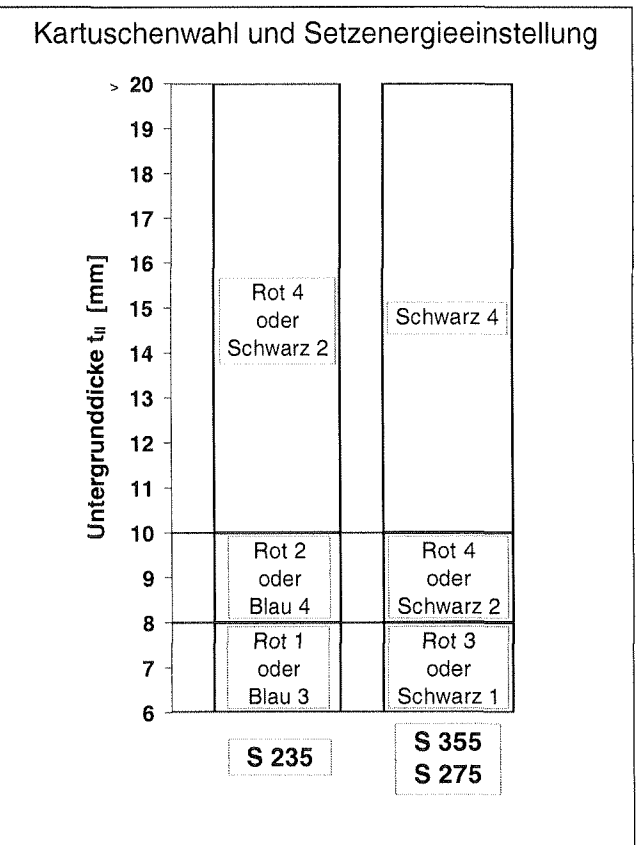 Kartuschenwahl und Setzenergieeinstellung
Untergrunddicke tII [mm]
> 20
19
18
17
16
15
14
13
12
11
10
9
8
7
6
Rot 4
oder
Schwarz 2
Rot 2
oder
Blau 4
Rot 1
oder
Blau 3
S 235
Schwarz 4
Rot 4
oder
Schwarz 2
Rot 3
oder
Schwarz 1
S 355
S 275